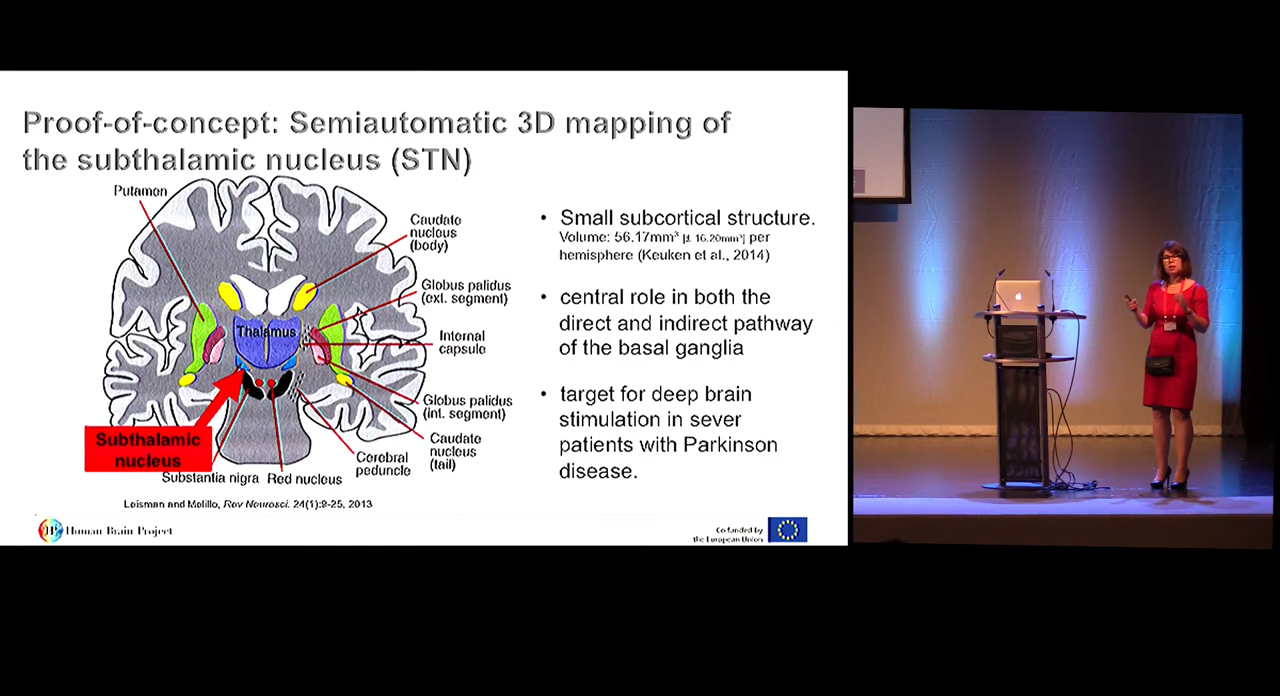 Proof-of-concept: Semiautomatic 3D mapping of
the subthalamic nucleus (STN)
Putamen
Caudate
nucleus
(body)
Globus palidus
(ext. segment)
Thalamus
Internal
capsule
Globus palidus
(int. segment)
Caudate
nucleus
(tail)
Cerebral
peduncle
Subthalamic
nucleus
Substantia nigra
Red nucleus
Leisman and Melillo, Rev Neurosci. 24(1):9-25, 2013
• Small subcortical structure.
Volume: 56.17mm³ [± 16.20mm³] per
hemisphere (Keuken et al., 2014)
• central role in both the
direct and indirect pathway
of the basal ganglia
• target for deep brain
stimulation in sever
patients with Parkinson
disease.
Human Brain Project
Co-funded by
the European Union